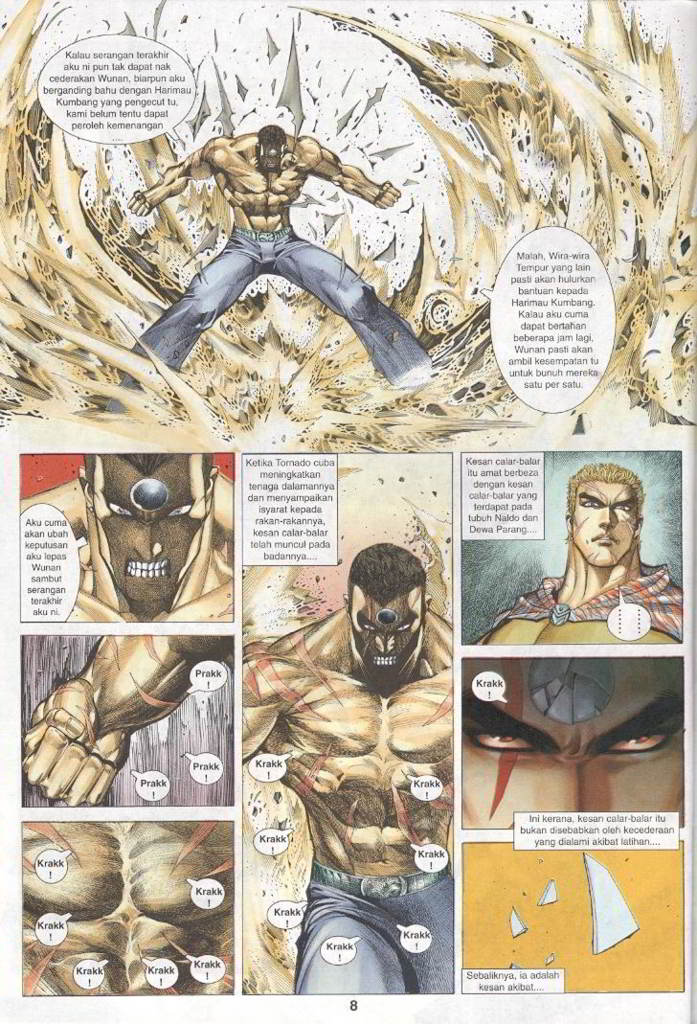 Kalau serangan terakhir
aku ni pun tak dapat nak
cederakan Wunan, biarpun aku
berganding bahu dengan Harimau
Kumbang yang pengecut tu,
kami belum tentu dapat
peroleh kemenangan
....
Malah, Wira-wira
Tempur yang lain
pasti akan hulurkan
bantuan kepada
Harimau Kumbang.
Kalau aku cuma
dapat bertahan
beberapa jam lagi,
Wunan pasti akan
ambil kesempatan tu
untuk bunuh mereka
satu per satu.
Aku cuma
akan ubah
keputusan
aku lepas
Wunan
sambut
serangan
terakhir
aku ni.
Prakk
!
Prakk
!
Prakk
!
Krakk
!
Krakk
!
Krakk
!
Krakk
!
Krakk
!
Krakk
!
Ketika Tornado cuba
meningkatkan
tenaga dalamannya
dan menyampaikan
isyarat kepada
rakan-rakannya,
kesan calar-balar
telah muncul pada
badannya....
Krakk
!
Krakk
!
Krakk
!
Krakk
!
Krakk
!
Krakk
!
Krakk
!
Kesan calar-balar
itu amat berbeza
dengan kesan
calar-balar yang
terdapat pada
tubuh Naldo dan
Dewa Parang....
Krakk
!
Ini kerana, kesan calar-balar itu
bukan disebabkan oleh kecederaan
yang dialami akibat latihan....
Sebaliknya, ia adalah
kesan akibat....
8